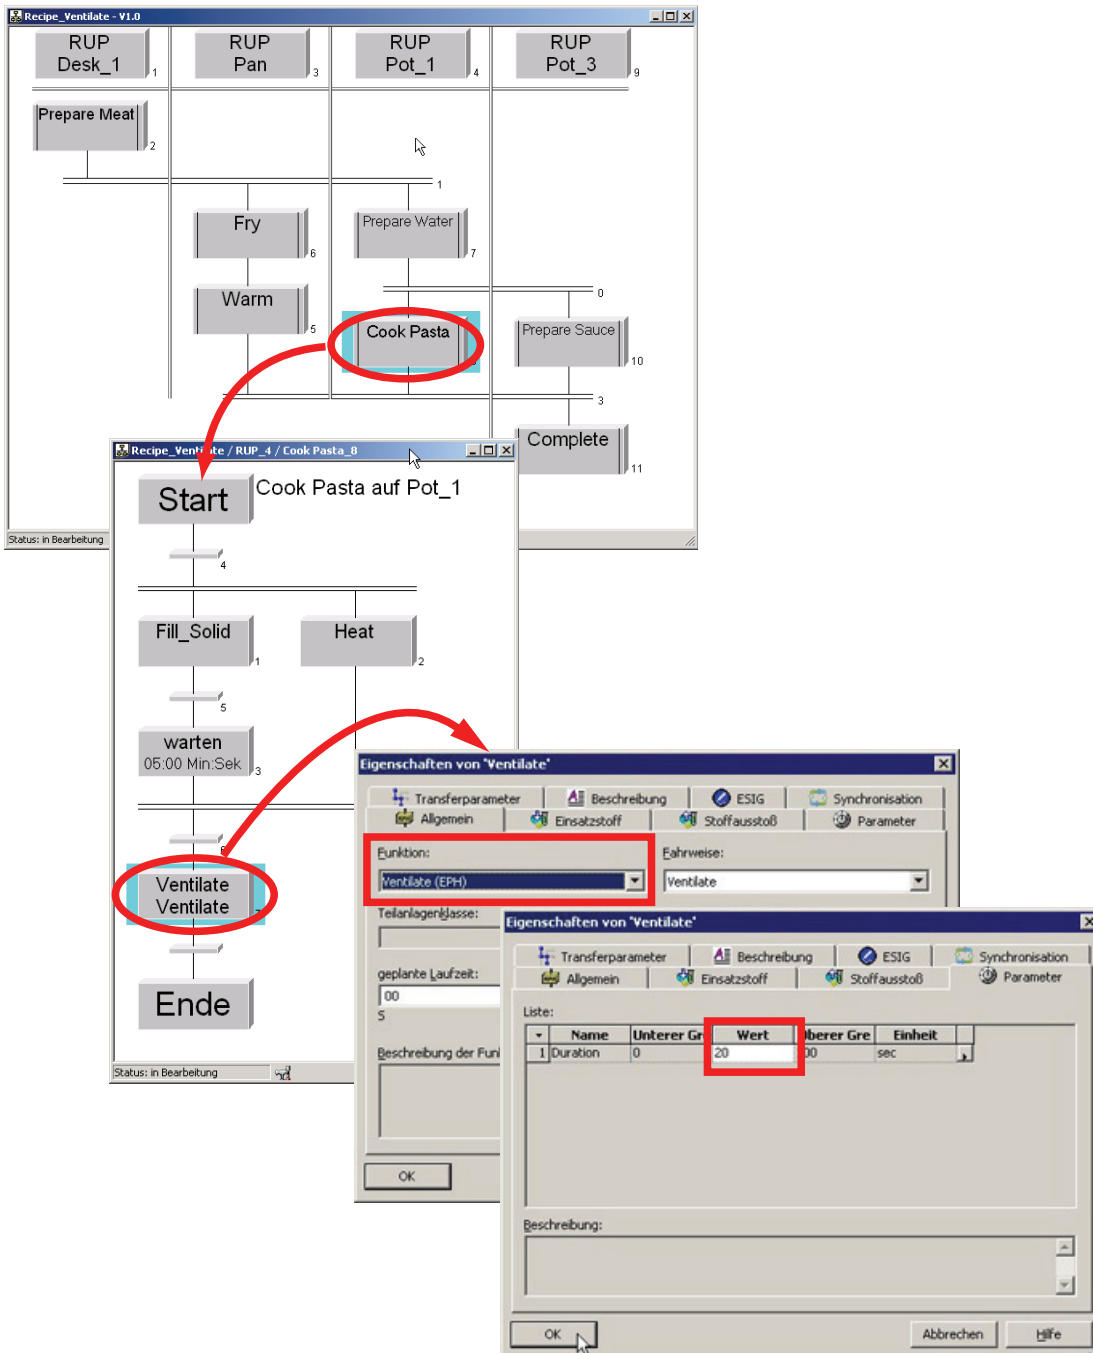 Recipe_Ventilate - V1.0
RUP
Desk_1
1
RUP
Pan
3
RUP
Pot_1
4
RUP
Pot_3
9
Prepare Meat
2
1
Fry
6
Prepare Water
7
Warm
5
0
Cook Pasta
Prepare Sauce
10
3
Complete
11
Status: in Bearbeitung
Recipe_Ventilate / RUP_4 / Cook Pasta_8
Start
Cook Pasta auf Pot_1
4
Fill_Solid
1
Heat
2
5
warten
05:00 Min:Sek
3
6
Ventilate
Ventilate
7
Ende
Status: in Bearbeitung
Eigenschaften von 'Ventilate'
Transferparameter
Beschreibung
ESIG
Synchronisation
Allgemein
Einsatzstoff
Stoffausstoß
Parameter
Funktion:
Fahrweise:
Ventilate (EPH)
Ventilate
Teilanlagenklasse:
geplante Laufzeit:
00
S
Beschreibung der Fun
OK
Eigenschaften von 'Ventilate'
Transferparameter
Beschreibung
ESIG
Synchronisation
Allgemein
Einsatzstoff
Stoffausstoß
Parameter
Liste:
Name Unterer Gre Wert berer Gre Einheit
1 Duration 0 20 00 sec
Beschreibung:
OK
Abbrechen
Hilfe